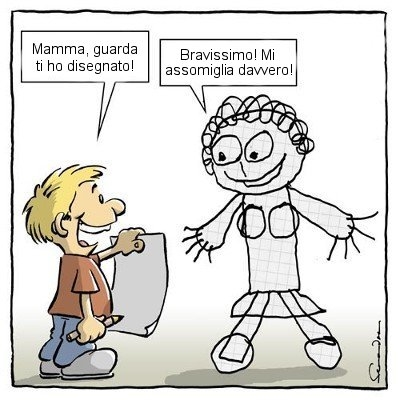 Mamma, guarda
ti ho disegnato!
Bravissimo! Mi
assomiglia davvero!